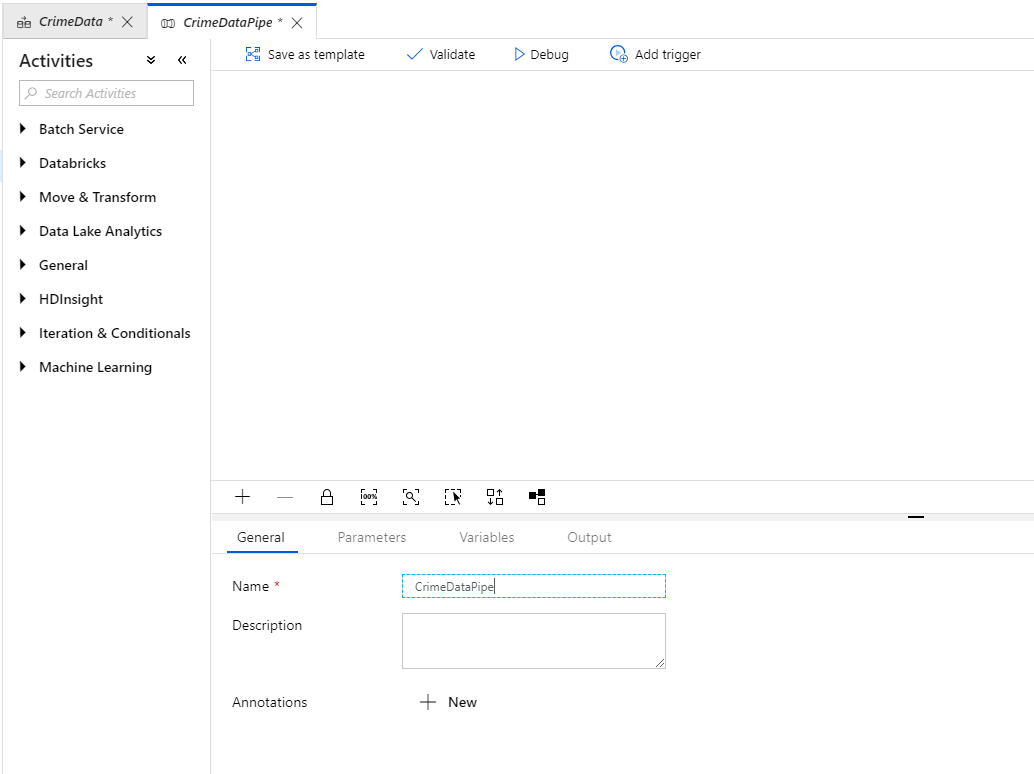 CrimeData *
CrimeDataPipe *
Activities
Search Activities
Batch Service
Databricks
Move & Transform
Data Lake Analytics
General
HDInsight
Iteration & Conditionals
Machine Learning
Save as template
Validate
Debug
Add trigger
100%
General
Parameters
Variables
Output
Name *
CrimeDataPipe
Description
Annotations
New